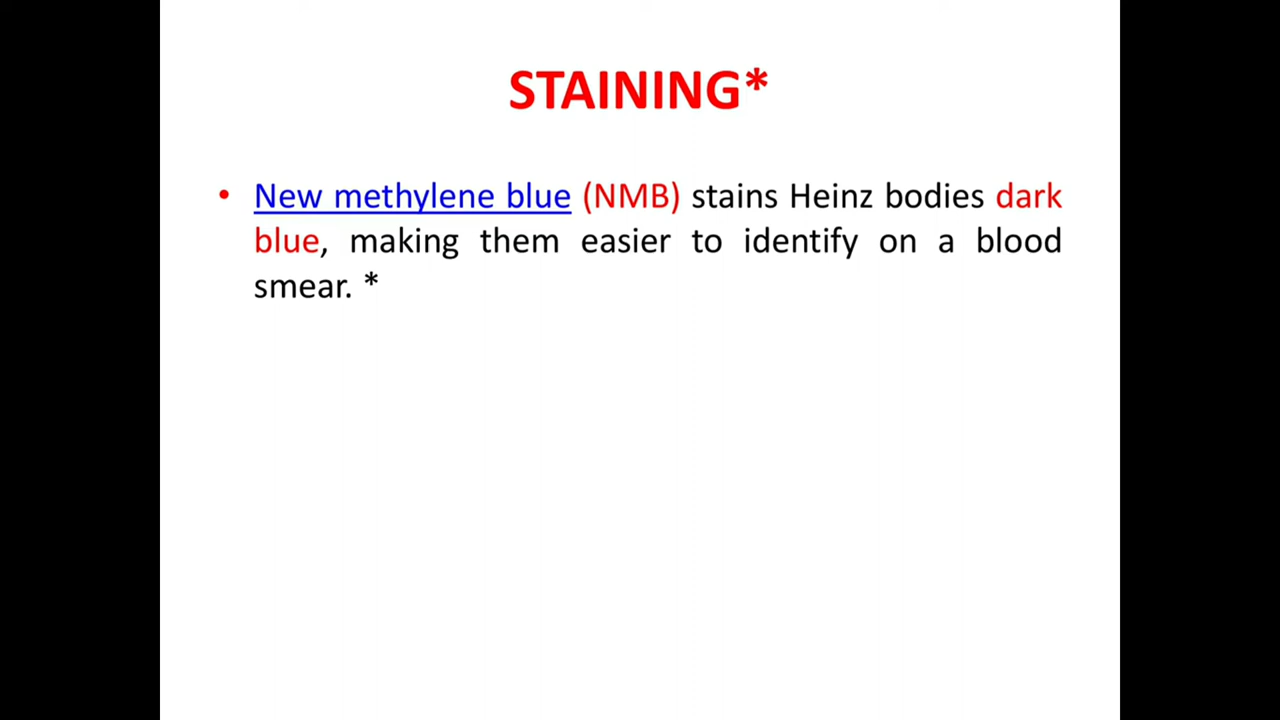 STAINING*
• New methylene blue (NMB) stains Heinz bodies dark
blue, making them easier to identify on a blood
smear. *